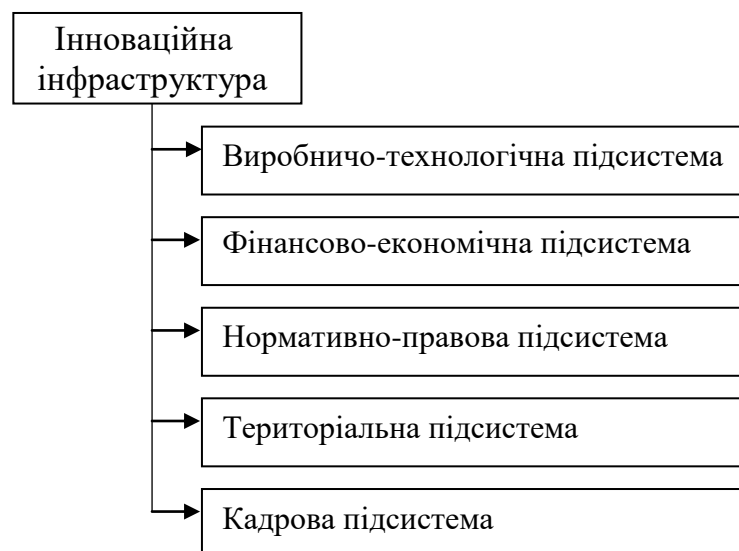 Інноваційна
інфраструктура
Виробничо-технологічна підсистема
Фінансово-економічна підсистема
Нормативно-правова підсистема
Територіальна підсистема
Кадрова підсистема